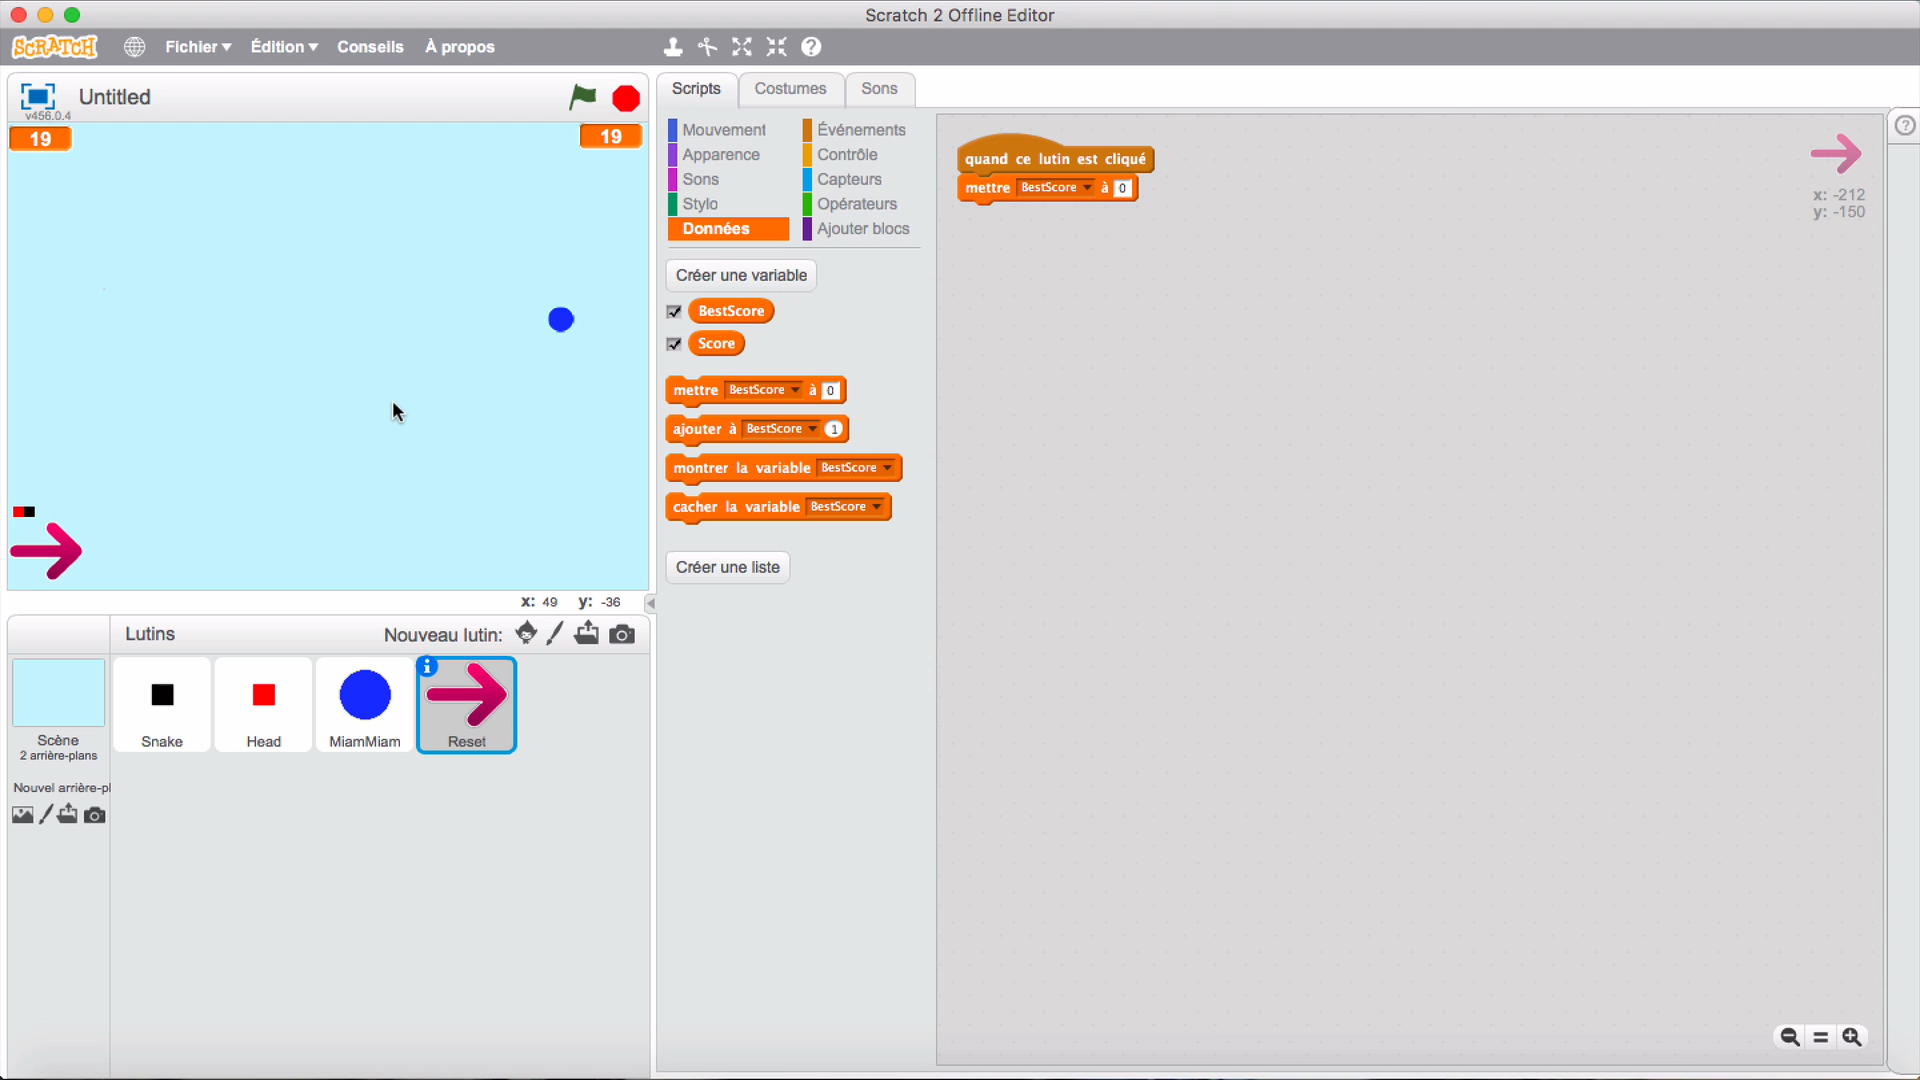 Scratch 2 Offline Editor
SCRATCH
Fichier
Édition
Conseils
À propos
v456.0.4
Untitled
19
19
x: 49 y: -36
Scripts
Costumes
Sons
Mouvement
Événements
Apparence
Contrôle
Sons
Capteurs
Stylo
Opérateurs
Données
Ajouter blocs
Créer une variable
BestScore
Score
mettre BestScore à 0
ajouter à BestScore 1
montrer la variable BestScore
cacher la variable BestScore
Créer une liste
quand ce lutin est cliqué
mettre BestScore à 0
x: -212
y: -150
Lutins
Nouveau lutin:
Scène
2 arrière-plans
Nouvel arrière-pl
Snake
Head
MiamMiam
Reset